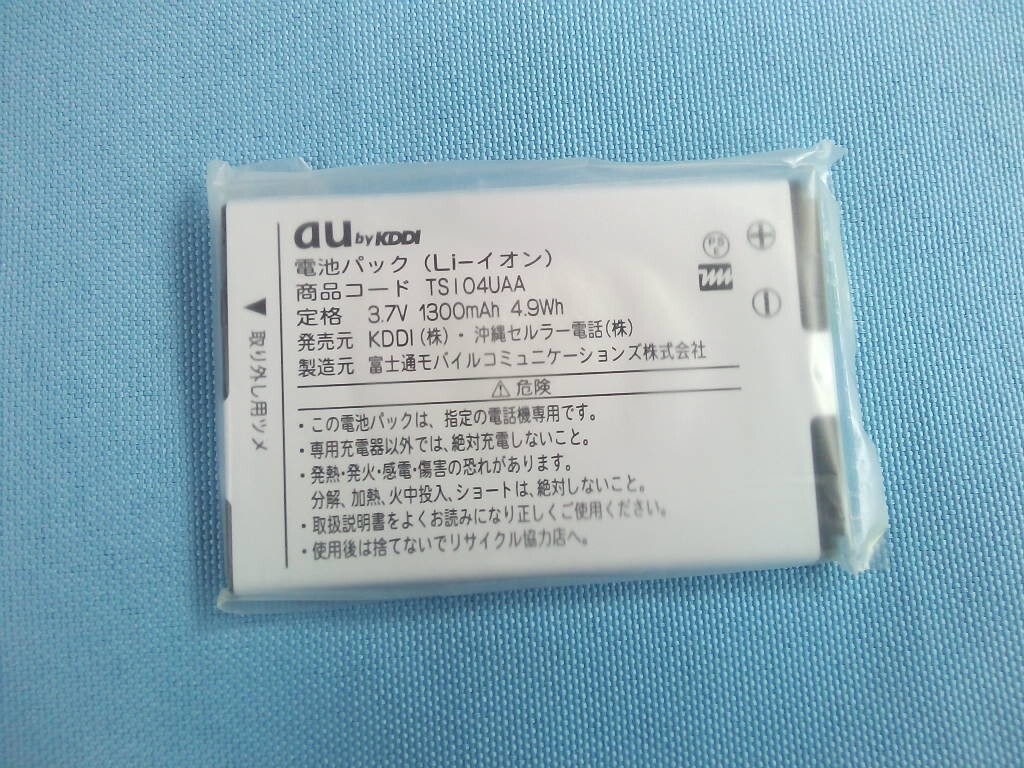 au by KDDI
電池パック (Li-イオン)
商品コード TSI04UAA
定格 3.7V 1300mAh 4.9Wh
発売元 KDDI(株)・沖縄セルラー電話(株)
製造元 富士通モバイルコミュニケーションズ株式会社
⚠危険
・この電池パックは、指定の電話機専用です。
・専用充電器以外では、絶対充電しないこと。
・発熱・発火・感電・傷害の恐れがあります。
分解、加熱、火中投入、ショートは、絶対しないこと。
・取扱説明書をよくお読みになり正しくご使用ください。
・使用後は捨てないでリサイクル協力店へ。
▼取り外し用ツメ
PSE
⊕
⊖